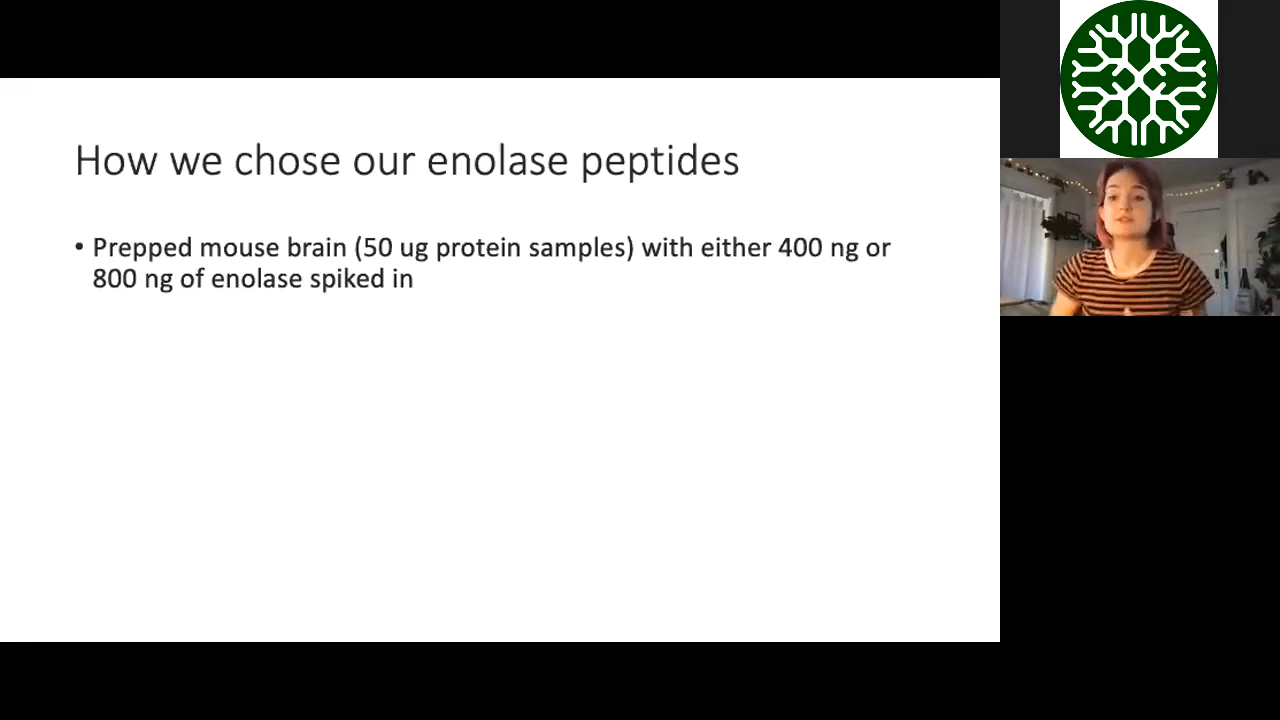 How we chose our enolase peptides
• Prepped mouse brain (50 ug protein samples) with either 400 ng or
800 ng of enolase spiked in